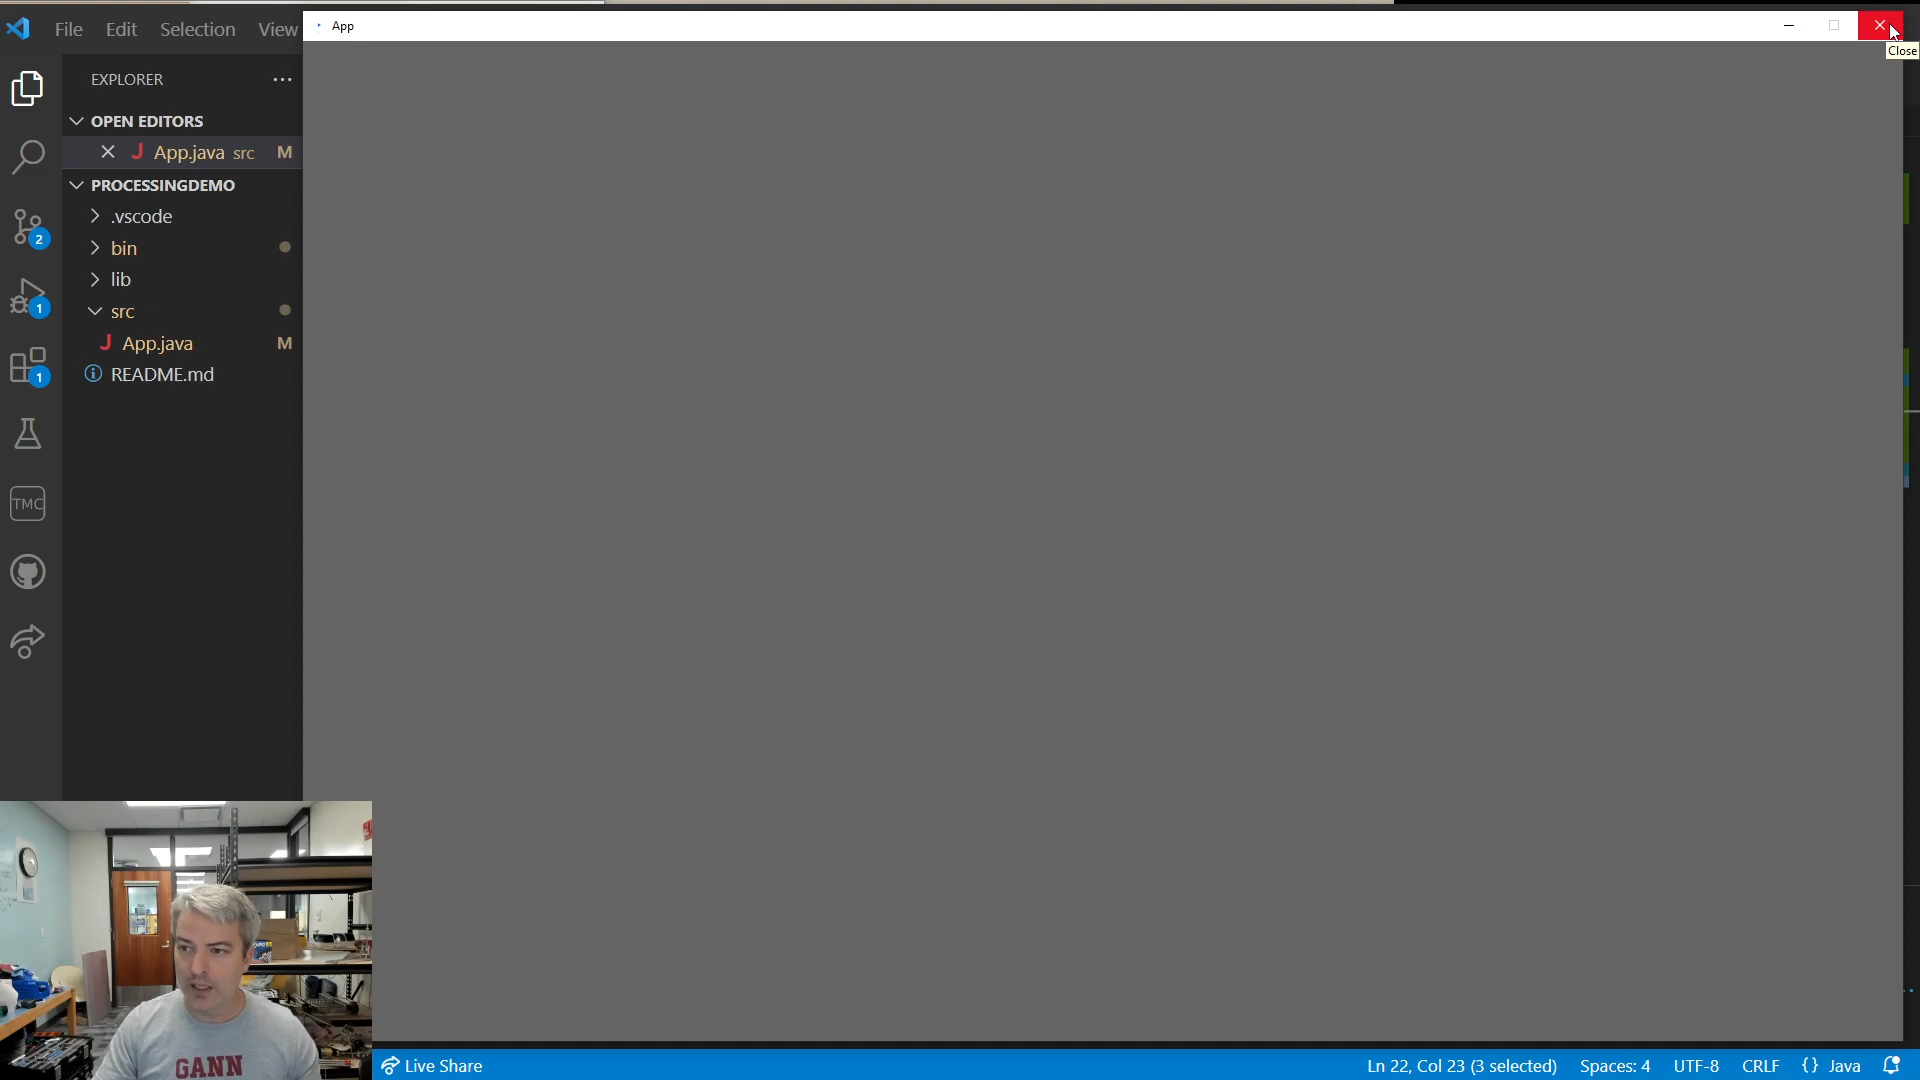 File Edit Selection View
App
Close
EXPLORER
OPEN EDITORS
App.java src M
PROCESSINGDEMO
.vscode
2
bin
lib
1
src
App.java M
1
README.md
TMC
GANN
Live Share
Ln 22, Col 23 (3 selected) Spaces: 4 UTF-8 CRLF {} Java